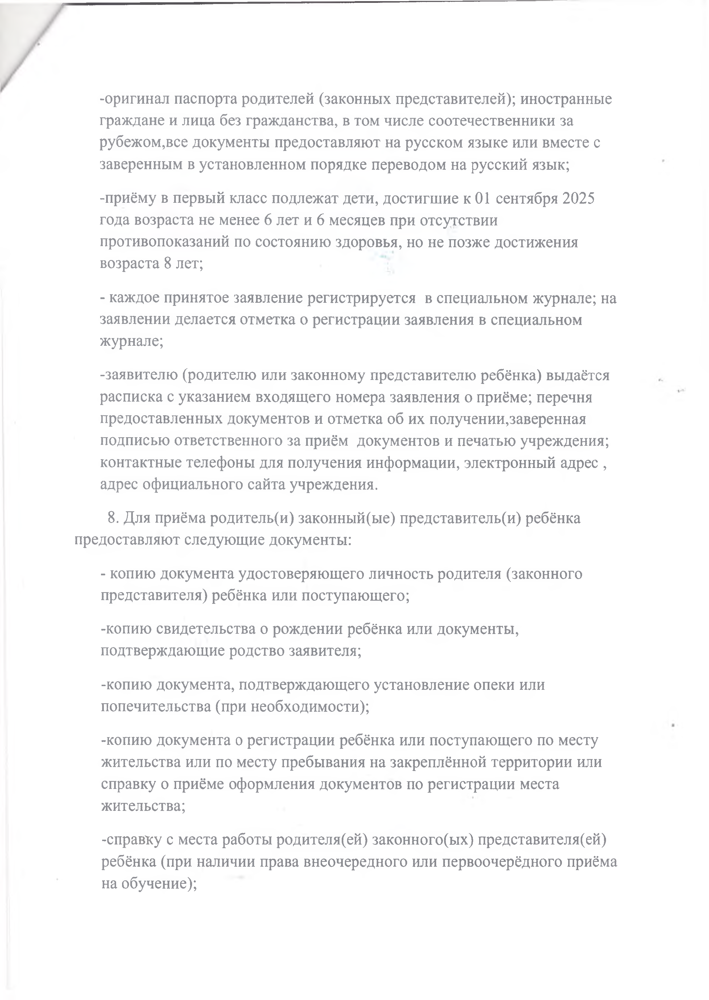 -оригинал паспорта родителей (законных представителей); иностранные
граждане и лица без гражданства, в том числе соотечественники за
рубежом,все документы предоставляют на русском языке или вместе с
заверенным в установленном порядке переводом на русский язык;
-приёму в первый класс подлежат дети, достигшие к 01 сентября 2025
года возраста не менее 6 лет и 6 месяцев при отсутствии
противопоказаний по состоянию здоровья, но не позже достижения
возраста 8 лет;
- каждое принятое заявление регистрируется  в специальном журнале; на
заявлении делается отметка о регистрации заявления в специальном
журнале;
-заявителю (родителю или законному представителю ребёнка) выдаётся
расписка с указанием входящего номера заявления о приёме; перечня
предоставленных документов и отметка об их получении,заверенная
подписью ответственного за приём  документов и печатью учреждения;
контактные телефоны для получения информации, электронный адрес ,
адрес официального сайта учреждения.
8. Для приёма родитель(и) законный(ые) представитель(и) ребёнка
предоставляют следующие документы:
- копию документа удостоверяющего личность родителя (законного
представителя) ребёнка или поступающего;
-копию свидетельства о рождении ребёнка или документы,
подтверждающие родство заявителя;
-копию документа, подтверждающего установление опеки или
попечительства (при необходимости);
-копию документа о регистрации ребёнка или поступающего по месту
жительства или по месту пребывания на закреплённой территории или
справку о приёме оформления документов по регистрации места
жительства;
-справку с места работы родителя(ей) законного(ых) представителя(ей)
ребёнка (при наличии права внеочередного или первоочерёдного приёма
на обучение);